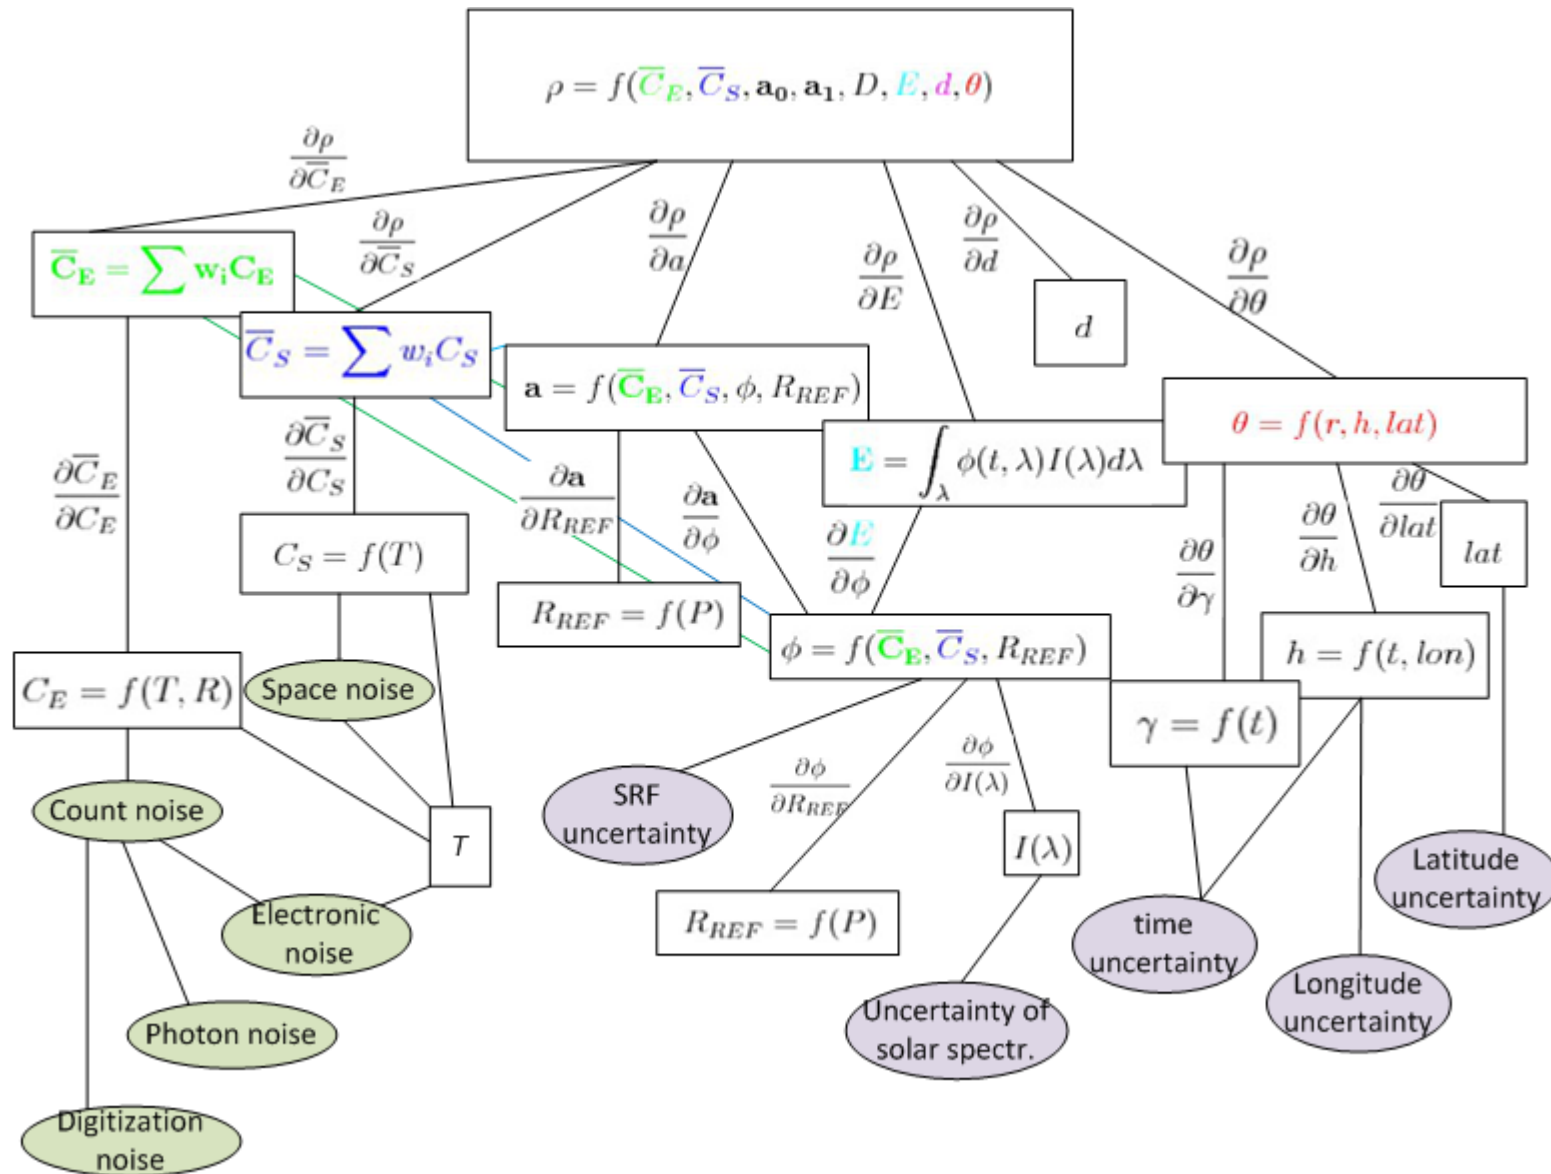 ρ = f(C̅_E, C̅_S, a₀, a₁, D, E, d, θ)
∂ρ/∂C̅_E
∂ρ/∂C̅_S
∂ρ/∂a
∂ρ/∂E
∂ρ/∂d
∂ρ/∂θ
C̅_E = ∑ w_i C_E
C̅_S = ∑ w_i C_S
a = f(C̅_E, C̅_S, ϕ, R_REF)
d
E = ∫_λ ϕ(t, λ)I(λ)dλ
θ = f(r, h, lat)
∂C̅_E/∂C_E
∂C̅_S/∂C_S
∂a/∂R_REF
∂a/∂ϕ
∂E/∂ϕ
∂θ/∂γ
∂θ/∂h
∂θ/∂lat
C_S = f(T)
lat
R_REF = f(P)
ϕ = f(C̅_E, C̅_S, R_REF)
h = f(t, lon)
C_E = f(T, R)
Space noise
γ = f(t)
∂ϕ/∂R_REF
∂ϕ/∂I(λ)
Count noise
SRF
uncertainty
T
I(λ)
Latitude
uncertainty
Electronic
noise
R_REF = f(P)
time
uncertainty
Photon noise
Uncertainty of
solar spectr.
Longitude
uncertainty
Digitization
noise